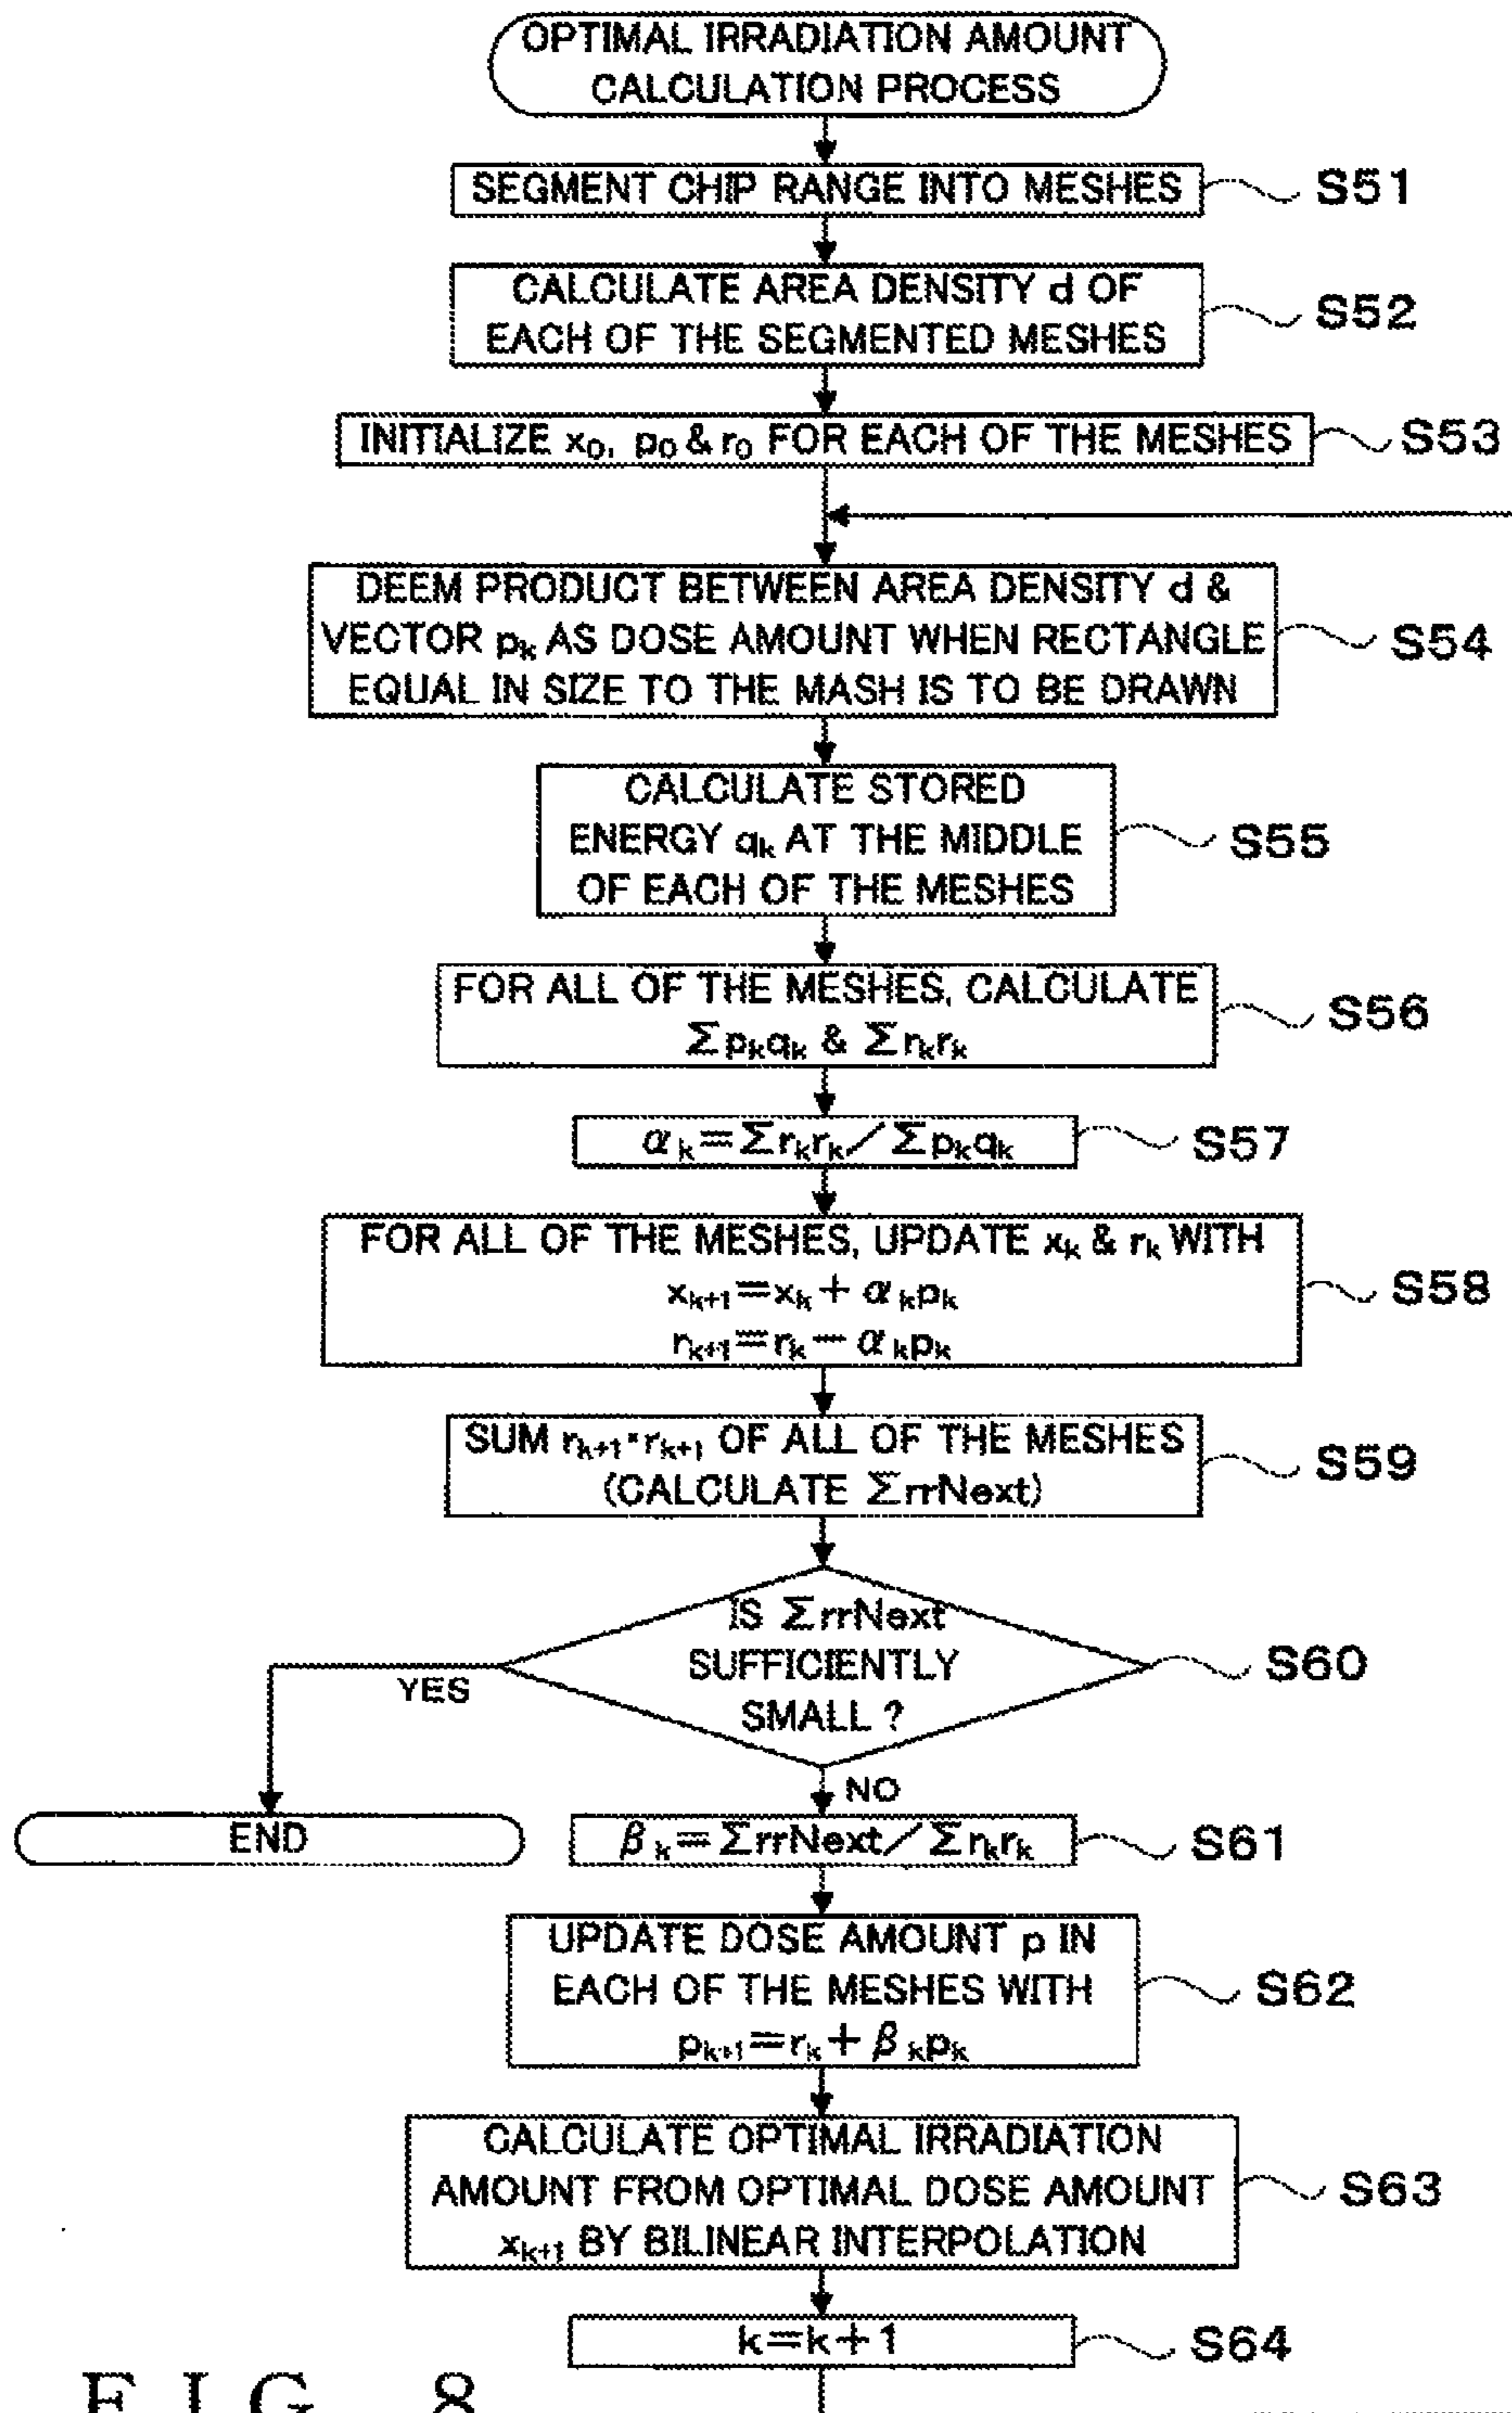 OPTIMAL IRRADIATION AMOUNT
CALCULATION PROCESS
SEGMENT CHIP RANGE INTO MESHES
S51
CALCULATE AREA DENSITY d OF
EACH OF THE SEGMENTED MESHES
S52
INITIALIZE x₀, p₀ & r₀ FOR EACH OF THE MESHES
S53
DEEM PRODUCT BETWEEN AREA DENSITY d &
VECTOR pₖ AS DOSE AMOUNT WHEN RECTANGLE
EQUAL IN SIZE TO THE MASH IS TO BE DRAWN
S54
CALCULATE STORED
ENERGY qₖ AT THE MIDDLE
OF EACH OF THE MESHES
S55
FOR ALL OF THE MESHES, CALCULATE
Σpₖqₖ & Σrₖrₖ
S56
αₖ=Σrₖrₖ/Σpₖqₖ
S57
FOR ALL OF THE MESHES, UPDATE xₖ & rₖ WITH
xₖ₊₁=xₖ+αₖpₖ
rₖ₊₁=rₖ−αₖpₖ
S58
SUM rₖ₊₁·rₖ₊₁ OF ALL OF THE MESHES
(CALCULATE ΣrrNext)
S59
IS ΣrrNext
SUFFICIENTLY
SMALL ?
S60
YES
NO
END
βₖ=ΣrrNext/Σrₖrₖ
S61
UPDATE DOSE AMOUNT p IN
EACH OF THE MESHES WITH
pₖ₊₁=rₖ+βₖpₖ
S62
CALCULATE OPTIMAL IRRADIATION
AMOUNT FROM OPTIMAL DOSE AMOUNT
xₖ₊₁ BY BILINEAR INTERPOLATION
S63
k=k+1
S64
FIG. 8